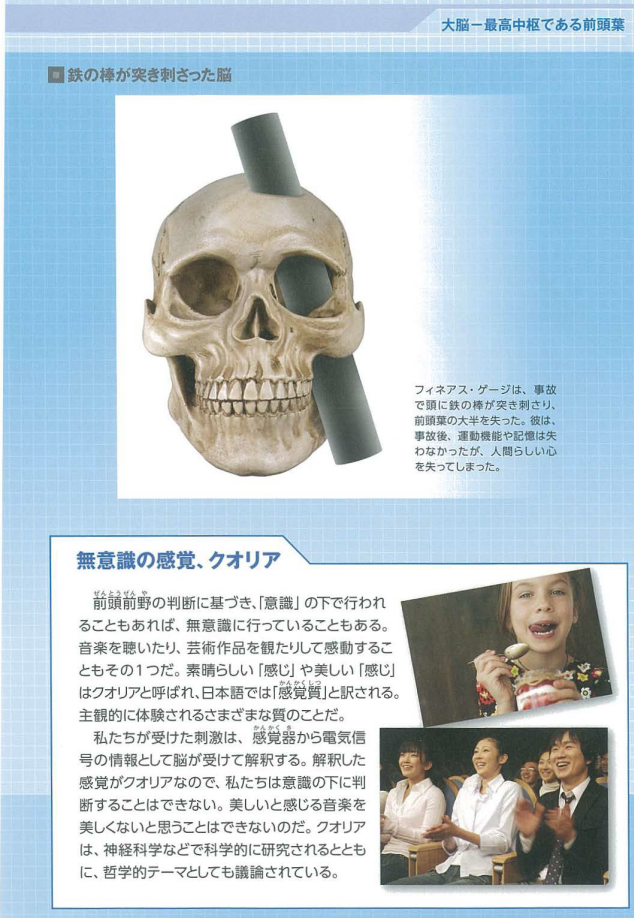 大脳－最高中枢である前頭葉
鉄の棒が突き刺さった脳
フィネアス・ゲージは、事故
で頭に鉄の棒が突き刺さり、
前頭葉の大半を失った。彼は、
事故後、運動機能や記憶は失
わなかったが、人間らしい心
を失ってしまった。
無意識の感覚、クオリア
ぜんとうぜんや
前頭前野の判断に基づき、「意識」の下で行われ
ることもあれば、無意識に行っていることもある。
音楽を聴いたり、芸術作品を観たりして感動するこ
ともその1つだ。素晴らしい「感じ」や美しい「感じ」
かんかくしつ
はクオリアと呼ばれ、日本語では「感覚質」と訳される。
主観的に体験されるさまざまな質のことだ。
かんかくき
私たちが受けた刺激は、感覚器から電気信
号の情報として脳が受けて解釈する。解釈した
感覚がクオリアなので、私たちは意識の下に判
断することはできない。美しいと感じる音楽を
美しくないと思うことはできないのだ。クオリア
は、神経科学などで科学的に研究されるととも
に、哲学的テーマとしても議論されている。